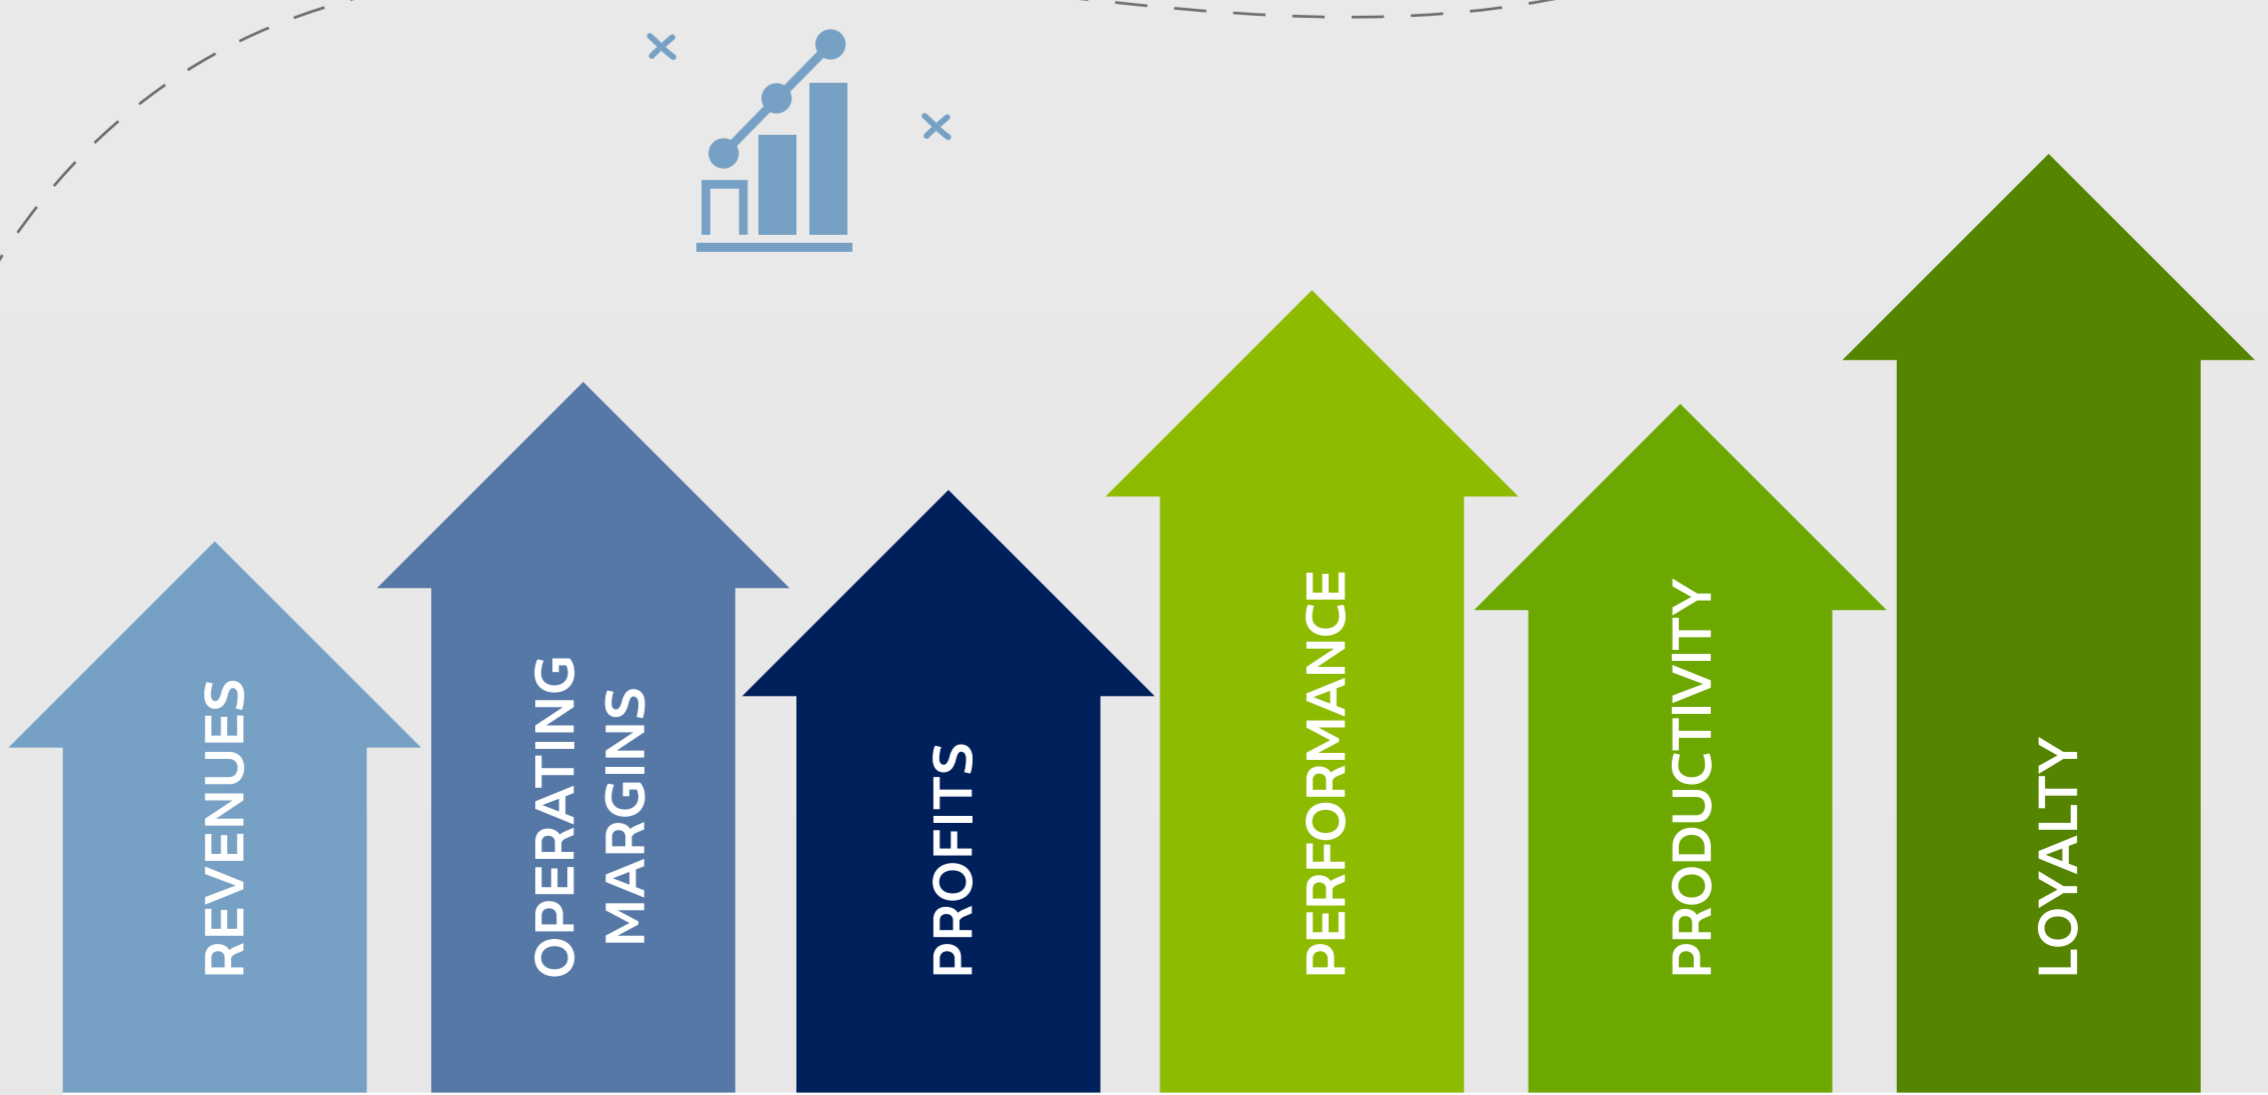 REVENUES
OPERATING
MARGINS
PROFITS
PERFORMANCE
PRODUCTIVITY
LOYALTY